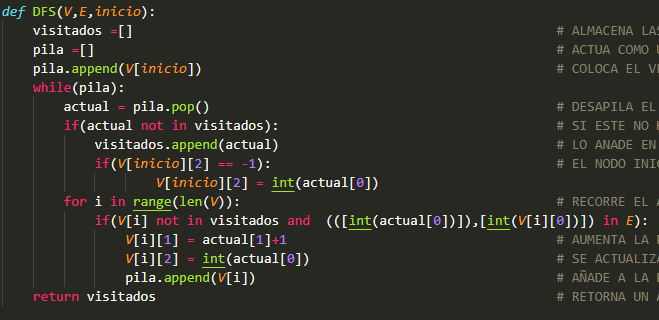 def DFS(V,E,inicio):
    visitados =[] # ALMACENA
    pila =[] # ACTUA COMO
    pila.append(V[inicio]) # COLOCA EL
    while(pila):
        actual = pila.pop() # DESAPILA EL
        if(actual not in visitados): # SI ESTE NO
            visitados.append(actual) # LO ANADE EN
            if(V[inicio][2] == -1): # EL NODO
                V[inicio][2] = int(actual[0])
        for i in range(len(V)): # RECORRE EL
            if(V[i] not in visitados and  (([int(actual[0])]),[int(V[i][0])]) in E):
                V[i][1] = actual[1]+1 # AUMENTA LA
                V[i][2] = int(actual[0]) # SE
                pila.append(V[i]) # AÑADE A LA
    return visitados # RETORNA UN